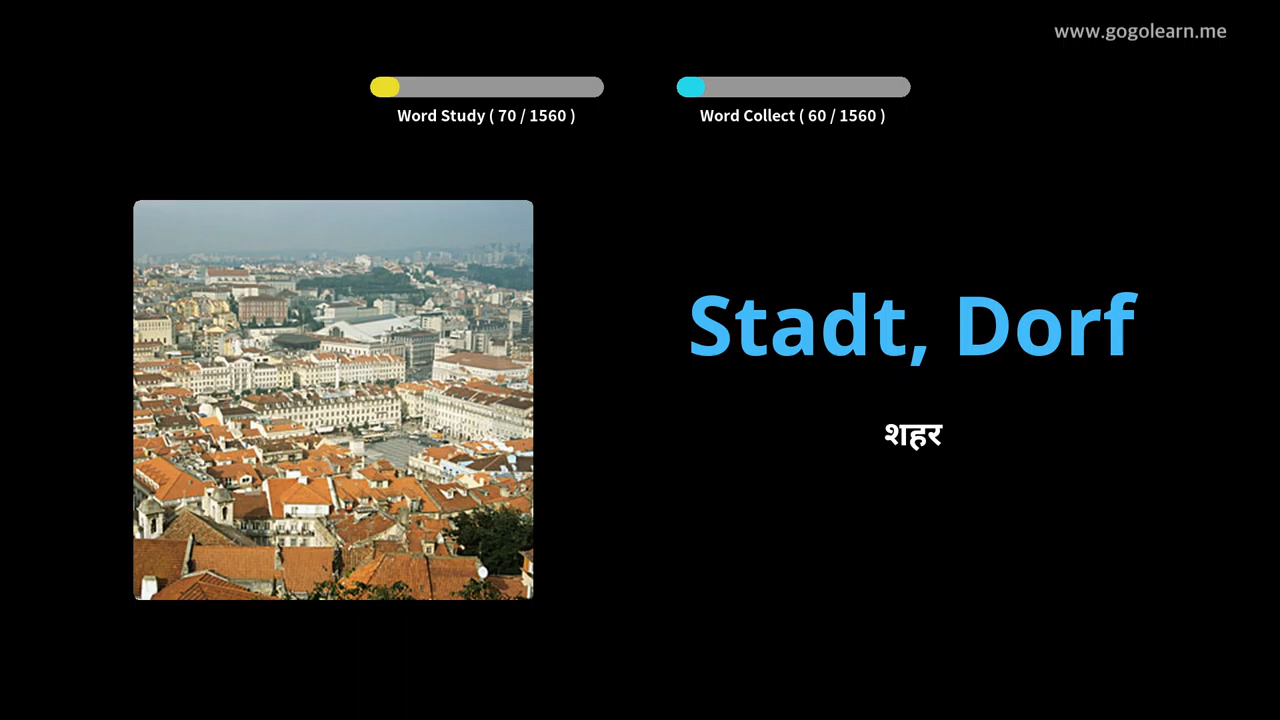 www.gogolearn.me
Word Study ( 70 / 1560 )
Word Collect ( 60 / 1560 )
Stadt, Dorf
शहर